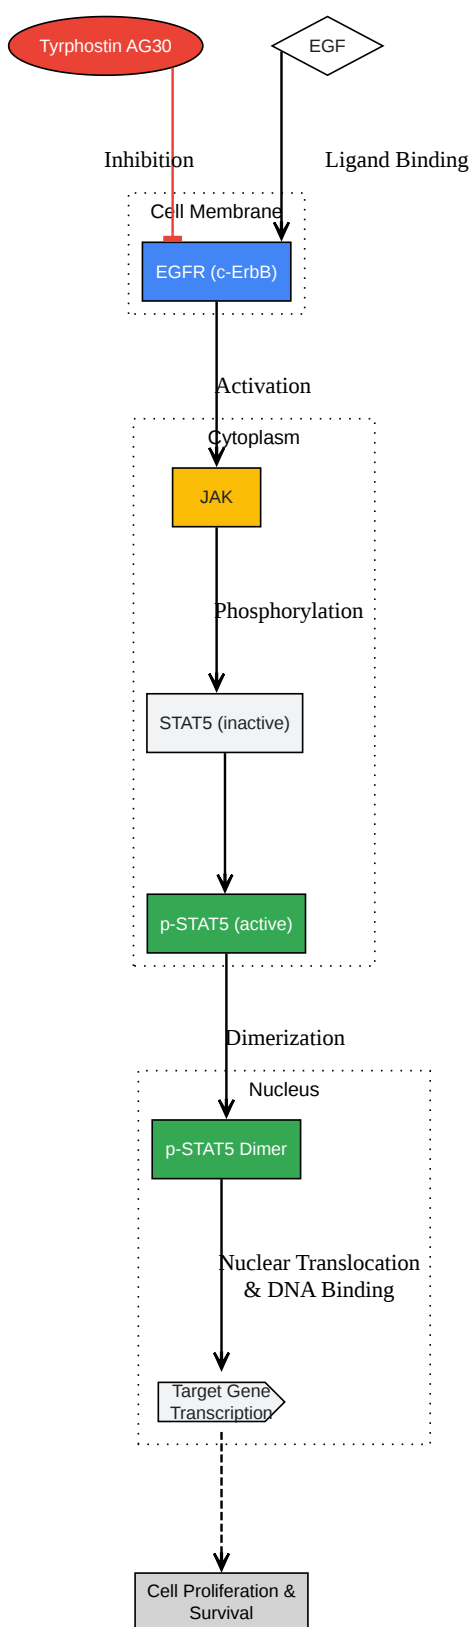 Tyrphostin AG30
EGF
Inhibition
Ligand Binding
Cell Membrane
EGFR (c-ErbB)
Activation
Cytoplasm
JAK
Phosphorylation
STAT5 (inactive)
p-STAT5 (active)
Dimerization
Nucleus
p-STAT5 Dimer
Nuclear Translocation
& DNA Binding
Target Gene
Transcription
Cell Proliferation &
Survival